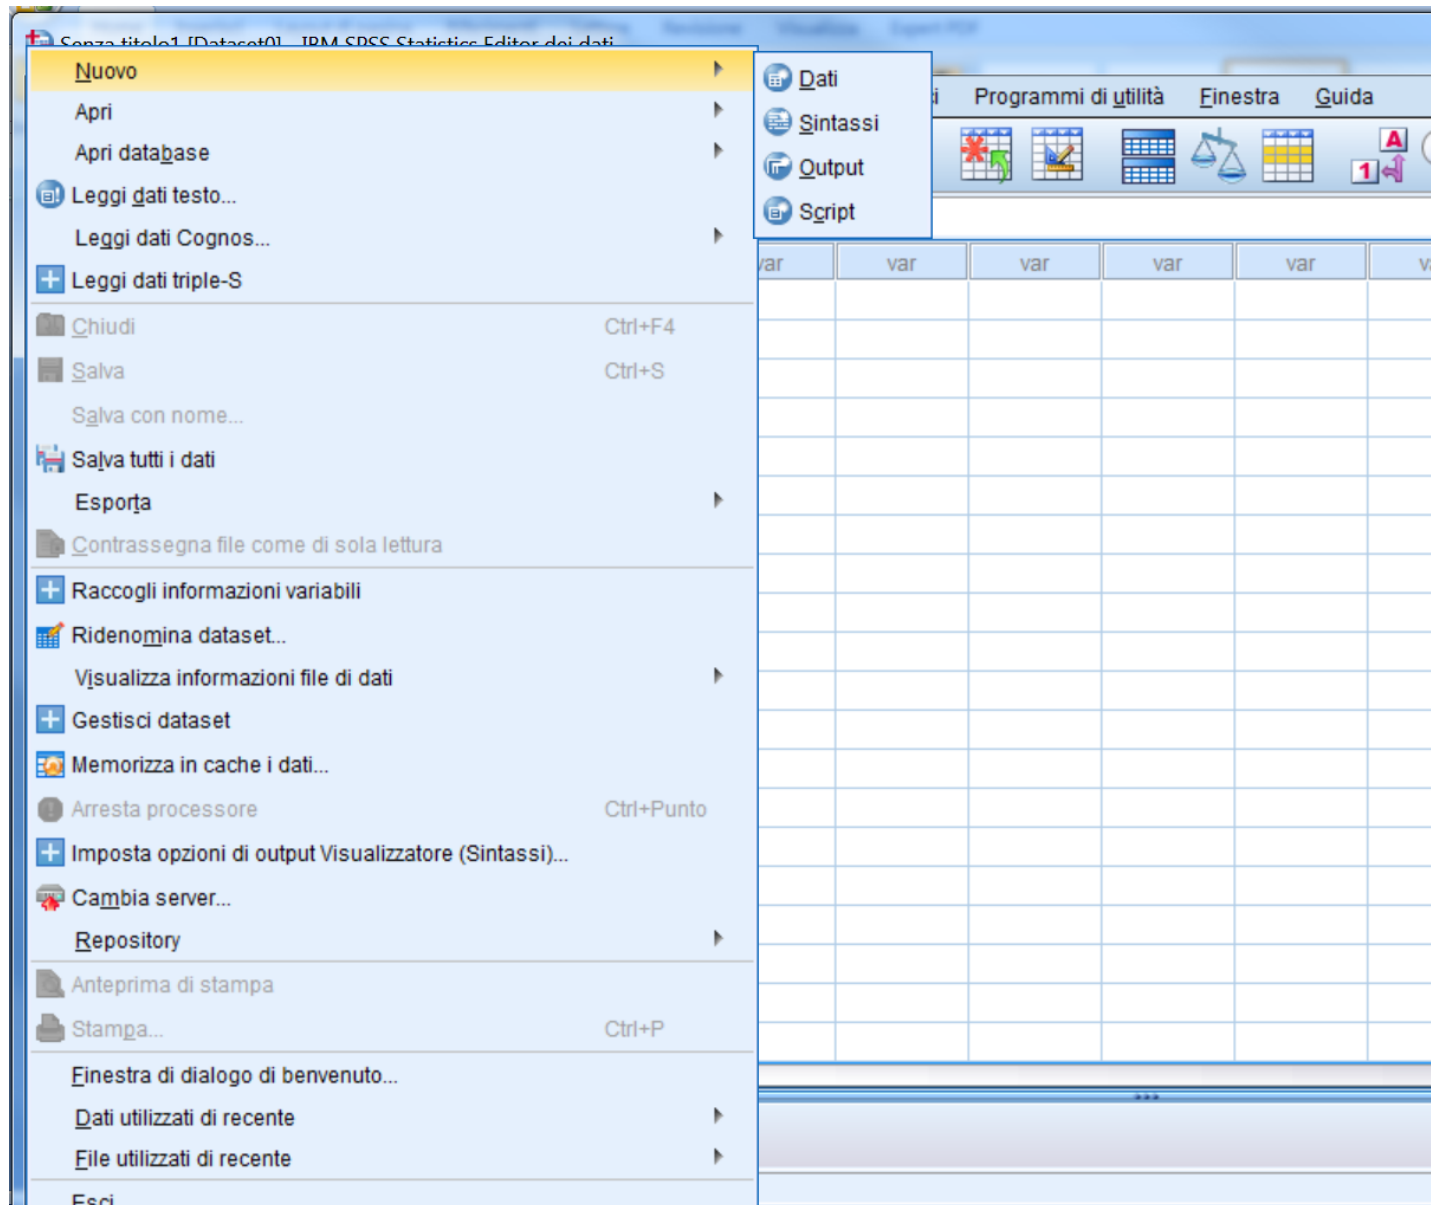 Senza titolo1 [Dataset0] - IBM SPSS Statistics Editor dei dati
Programmi di utilità Finestra Guida
Nuovo
Apri
Apri database
Leggi dati testo...
Leggi dati Cognos...
Leggi dati triple-S
Chiudi Ctrl+F4
Salva Ctrl+S
Salva con nome...
Salva tutti i dati
Esporta
Contrassegna file come di sola lettura
Raccogli informazioni variabili
Ridenomina dataset...
Visualizza informazioni file di dati
Gestisci dataset
Memorizza in cache i dati...
Arresta processore Ctrl+Punto
Imposta opzioni di output Visualizzatore (Sintassi)...
Cambia server...
Repository
Anteprima di stampa
Stampa... Ctrl+P
Finestra di dialogo di benvenuto...
Dati utilizzati di recente
File utilizzati di recente
Esci
Dati
Sintassi
Output
Script
A
1
var var var var var